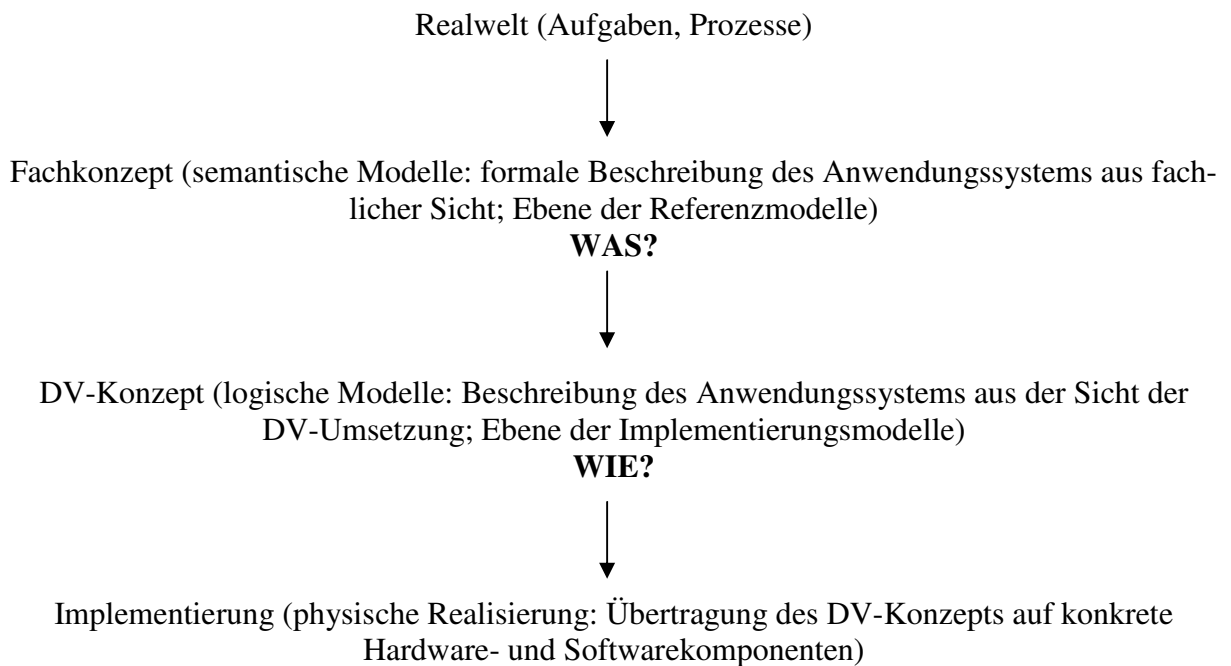 Realwelt (Aufgaben, Prozesse)
Fachkonzept (semantische Modelle: formale Beschreibung des Anwendungssystems aus fach-
licher Sicht; Ebene der Referenzmodelle)
WAS?
DV-Konzept (logische Modelle: Beschreibung des Anwendungssystems aus der Sicht der
DV-Umsetzung; Ebene der Implementierungsmodelle)
WIE?
Implementierung (physische Realisierung: Übertragung des DV-Konzepts auf konkrete
Hardware- und Softwarekomponenten)